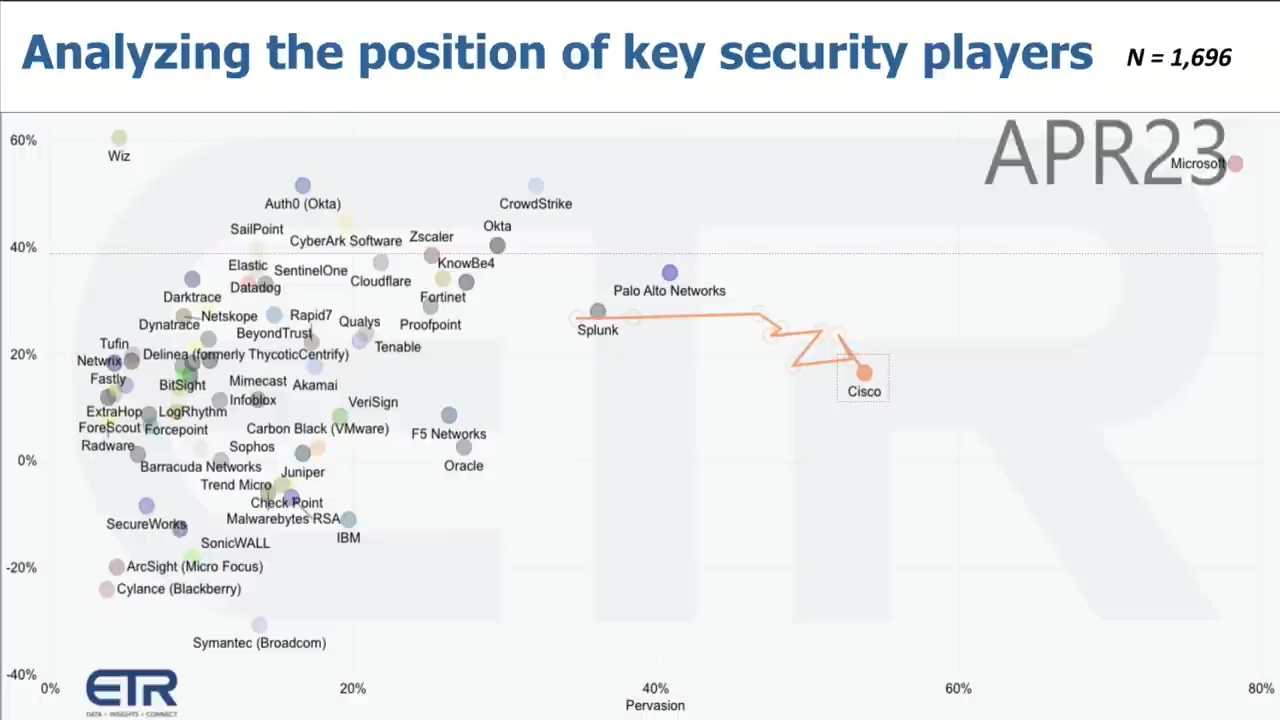 Analyzing the position of key security players
N = 1,696
APR23
60%
Wiz
Microsoft
Auth0 (Okta)
CrowdStrike
SailPoint
Okta
CyberArk Software
Zscaler
40%
Elastic
SentinelOne
KnowBe4
Datadog
Cloudflare
Palo Alto Networks
Darktrace
Fortinet
Netskope
Rapid7
Dynatrace
Qualys
Proofpoint
Splunk
BeyondTrust
Tufin
Tenable
20%
Delinea (formerly ThycoticCentrify)
Netwrix
Fastly
BitSight
Mimecast
Akamai
Cisco
Infoblox
VeriSign
ExtraHop
LogRhythm
ForeScout
Forcepoint
Carbon Black (VMware)
F5 Networks
Radware
Sophos
0%
Barracuda Networks
Juniper
Oracle
Trend Micro
Check Point
Malwarebytes
RSA
SecureWorks
IBM
SonicWALL
-20%
ArcSight (Micro Focus)
Cylance (Blackberry)
Symantec (Broadcom)
-40%
0%
20%
40%
60%
80%
Pervasion
ETR
DATA • INSIGHTS • CONNECT
ETR